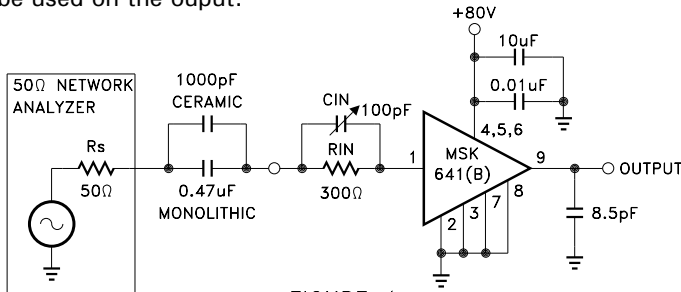 be used on the ouput.
+80V
10uF
0.01uF
50Ω NETWORK
ANALYZER
1000pF
CERAMIC
CIN
100pF
Rs
50Ω
0.47uF
MONOLITHIC
RIN
300Ω
1
MSK
641(B)
4,5,6
9
OUTPUT
8
7
3
2
8.5pF